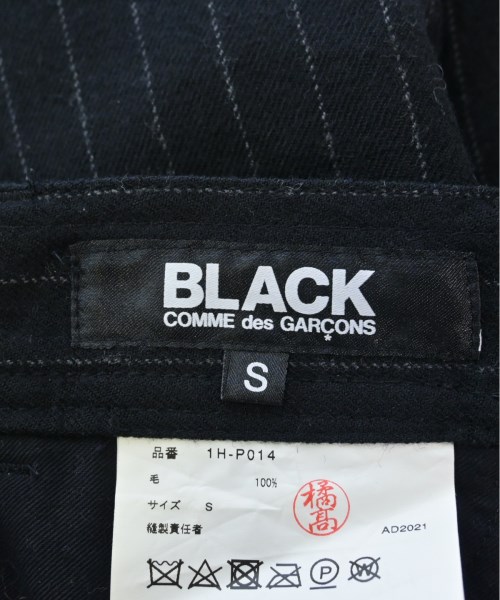 BLACK
COMME des GARÇONS
S
品番 1H-P014
毛 100%
サイズ S
縫製責任者
橘高
AD2021
P
W